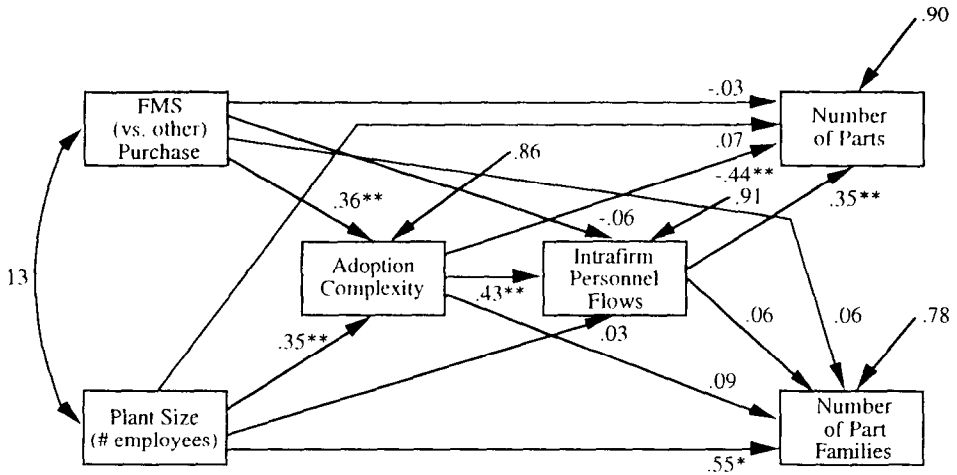 .90
FMS
(vs. other)
Purchase
-.03
Number
of Parts
.07
.86
-.44**
.36**
.91
.35**
-.06
Adoption
Complexity
Intrafirm
Personnel
Flows
13
.43**
.35**
.03
.06
.06
.78
.09
Plant Size
(# employees)
Number
of Part
Families
.55*